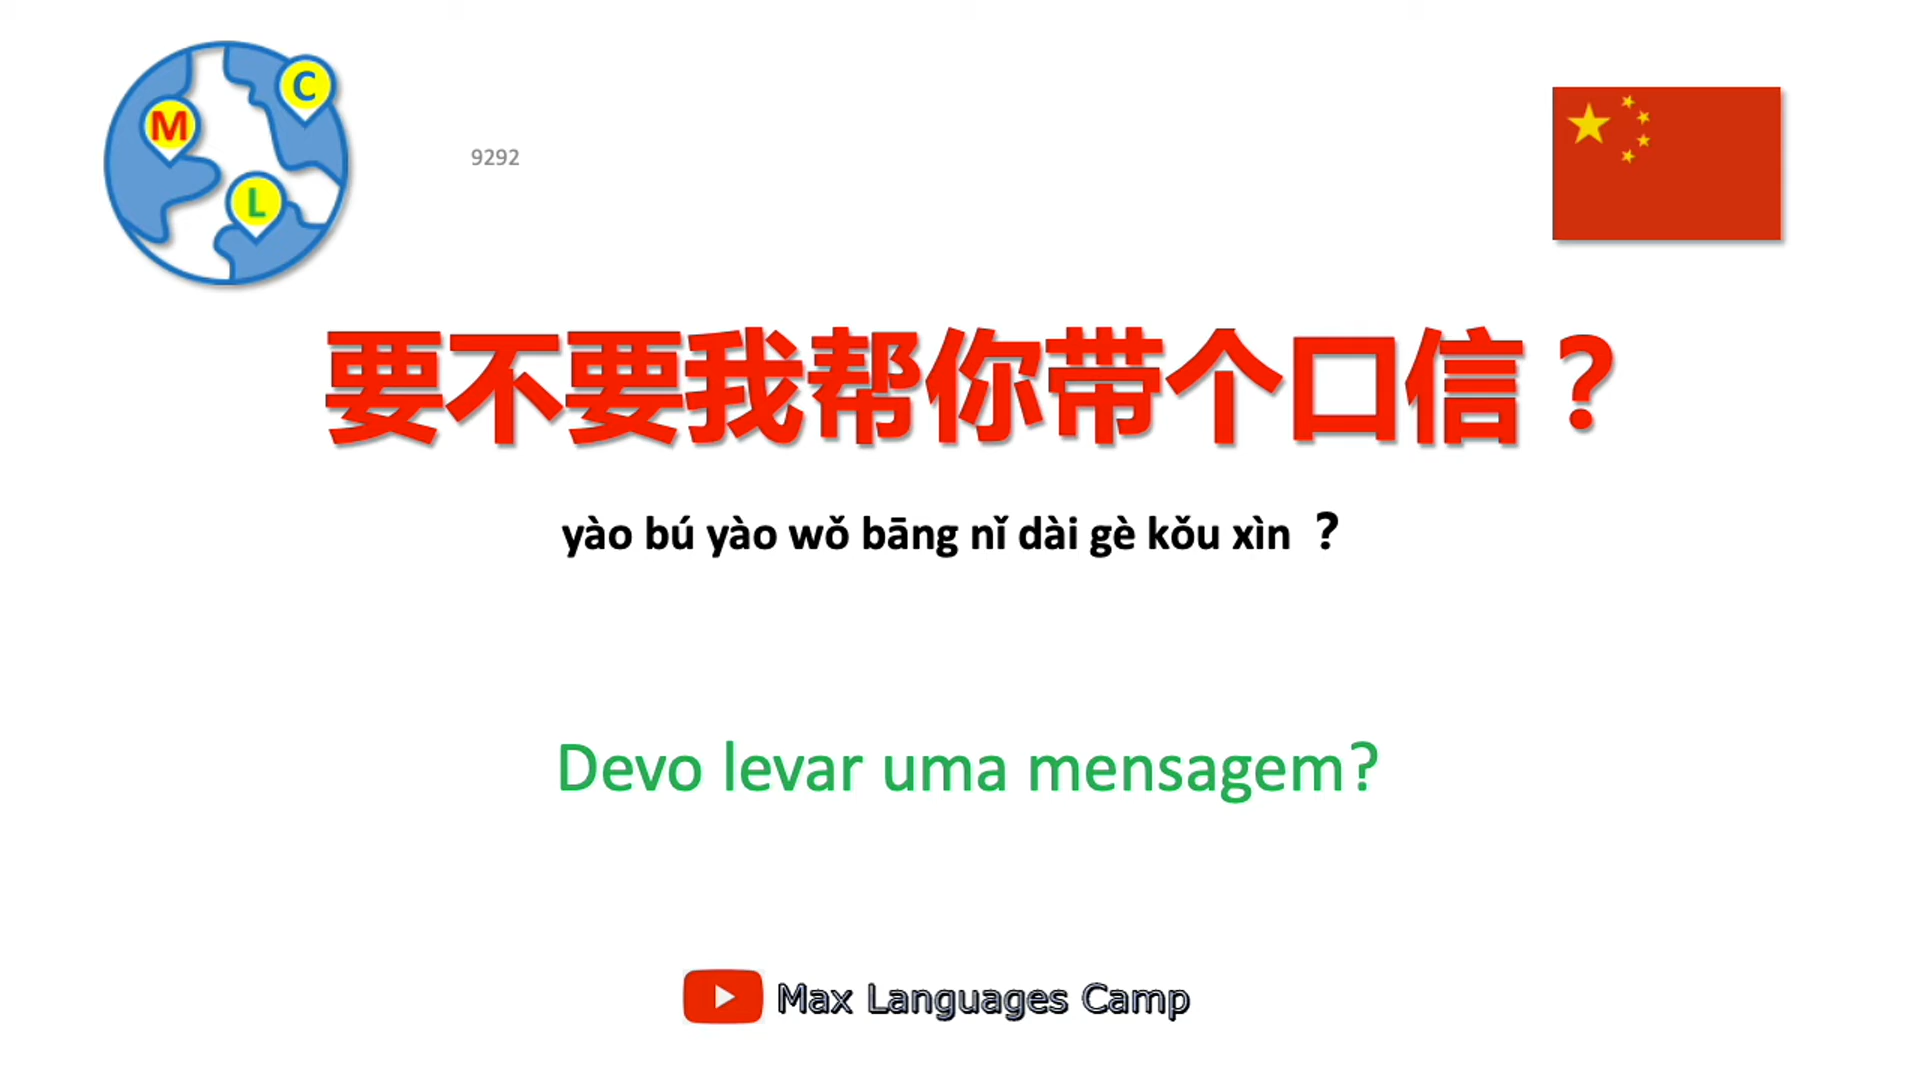 M
C
L
9292
要不要我帮你带个口信？
yào bú yào wǒ bāng nǐ dài gè kǒu xìn ？
Devo levar uma mensagem?
Max Languages Camp